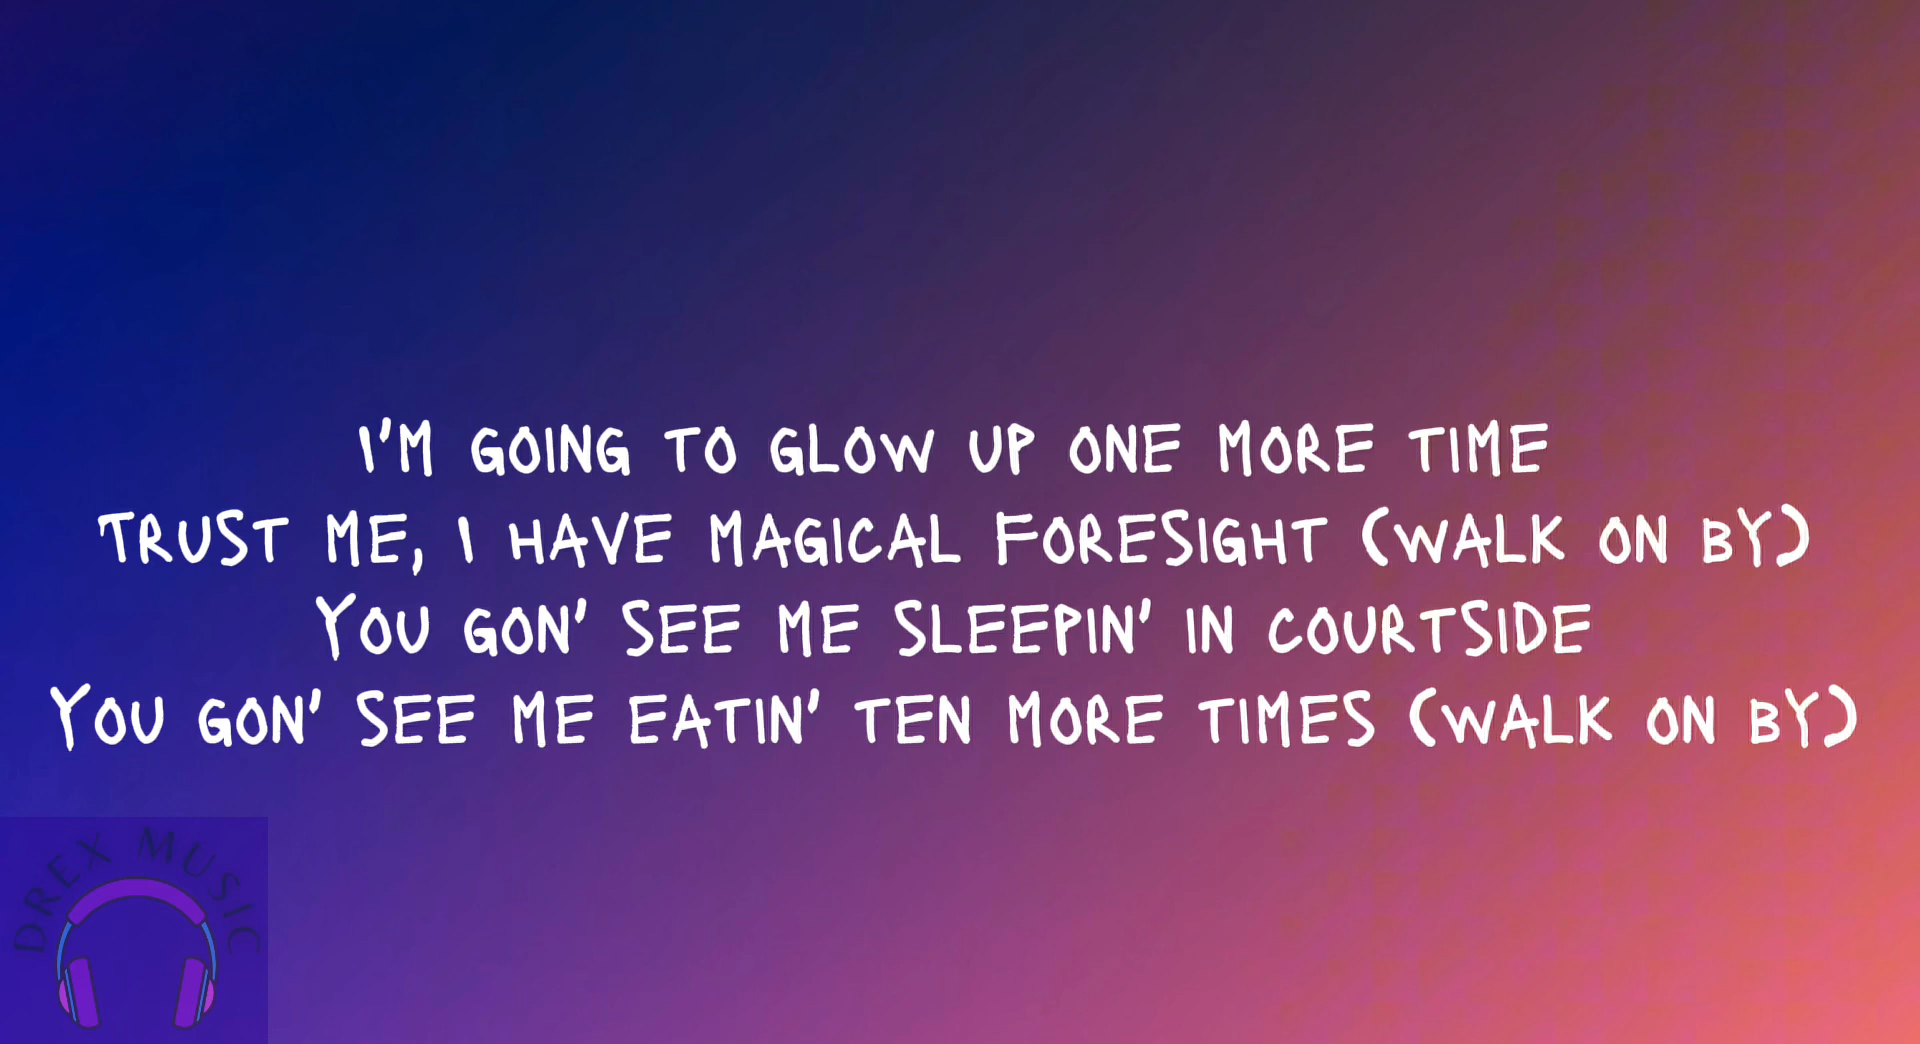 I'M GOING TO GLOW UP ONE MORE TIME
TRUST ME, I HAVE MAGICAL FORESIGHT (WALK ON BY)
YOU GON' SEE ME SLEEPIN' IN COURTSIDE
YOU GON' SEE ME EATIN' TEN MORE TIMES (WALK ON BY)
DREX MUSIC